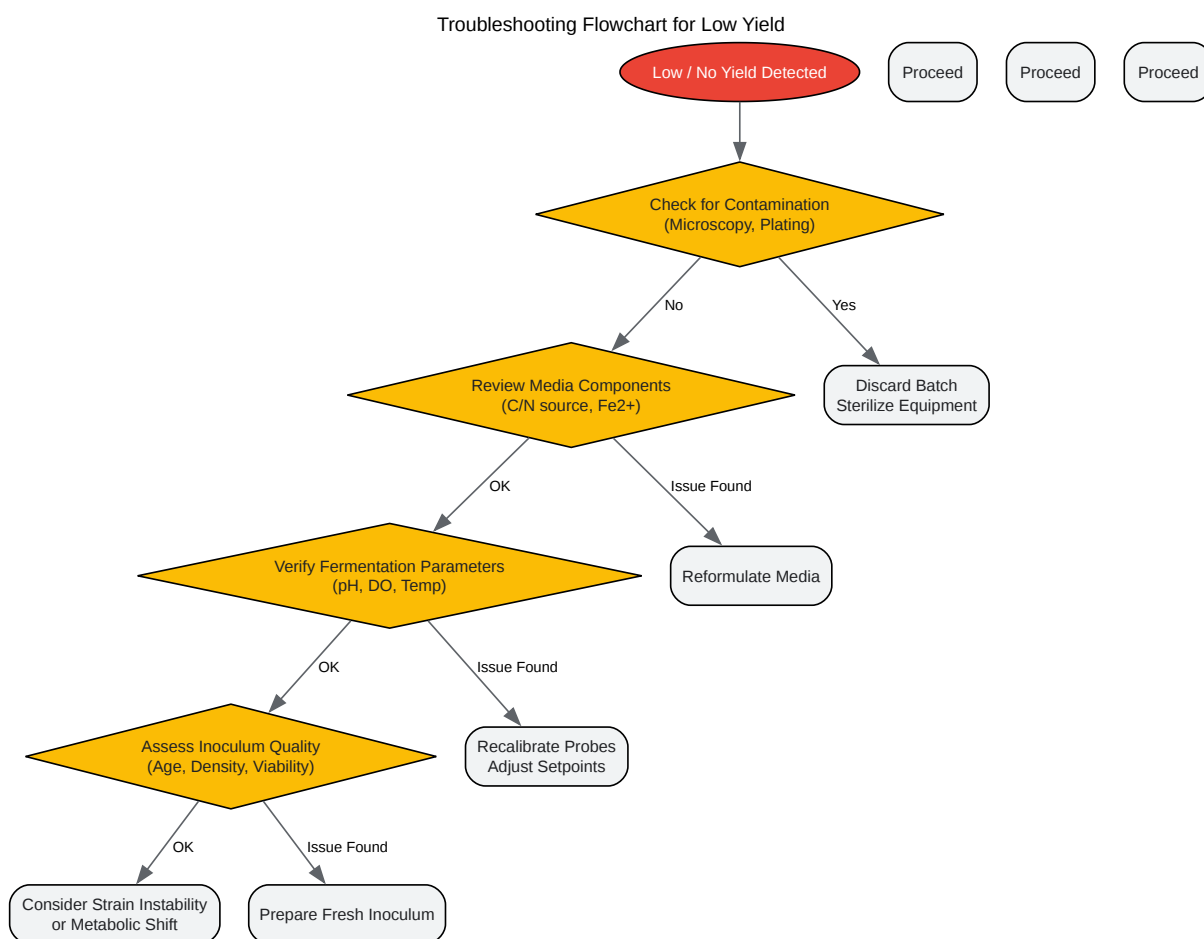 Troubleshooting Flowchart for Low Yield
Low / No Yield Detected
Proceed
Proceed
Proceed
Check for Contamination
(Microscopy, Plating)
No
Yes
Review Media Components
(C/N source, Fe2+)
Discard Batch
Sterilize Equipment
OK
Issue Found
Verify Fermentation Parameters
(pH, DO, Temp)
Reformulate Media
OK
Issue Found
Assess Inoculum Quality
(Age, Density, Viability)
Recalibrate Probes
Adjust Setpoints
OK
Issue Found
Consider Strain Instability
or Metabolic Shift
Prepare Fresh Inoculum